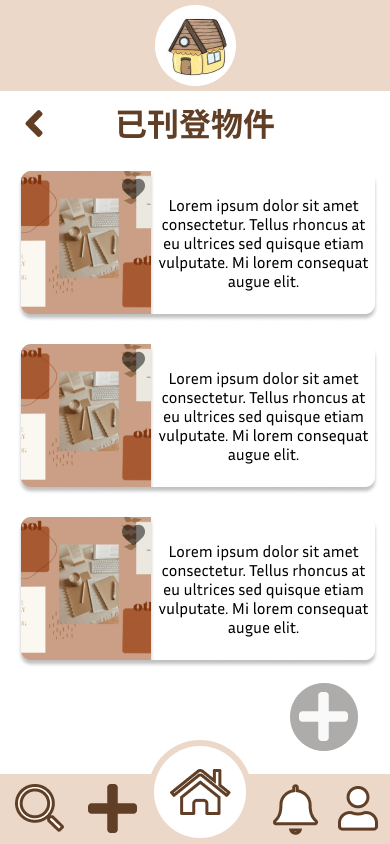 已刊登物件
ool
Lorem ipsum dolor sit amet
consectetur. Tellus rhoncus at
eu ultrices sed quisque etiam
vulputate. Mi lorem consequat
augue elit.
ool
Lorem ipsum dolor sit amet
consectetur. Tellus rhoncus at
eu ultrices sed quisque etiam
vulputate. Mi lorem consequat
augue elit.
ool
Lorem ipsum dolor sit amet
consectetur. Tellus rhoncus at
eu ultrices sed quisque etiam
vulputate. Mi lorem consequat
augue elit.